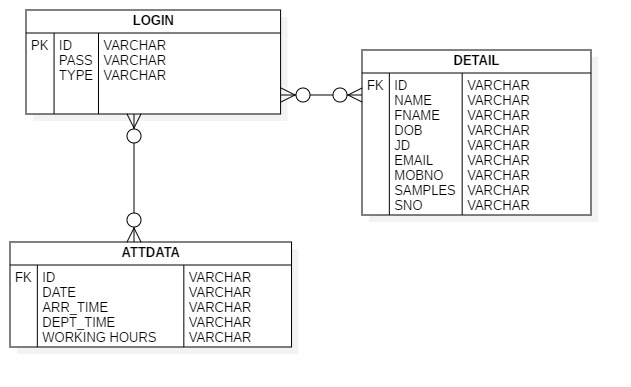 LOGIN
PK ID VARCHAR
PASS VARCHAR
TYPE VARCHAR
DETAIL
FK ID VARCHAR
NAME VARCHAR
FNAME VARCHAR
DOB VARCHAR
JD VARCHAR
EMAIL VARCHAR
MOBNO VARCHAR
SAMPLES VARCHAR
SNO VARCHAR
ATTDATA
FK ID VARCHAR
DATE VARCHAR
ARR_TIME VARCHAR
DEPT_TIME VARCHAR
WORKING HOURS VARCHAR